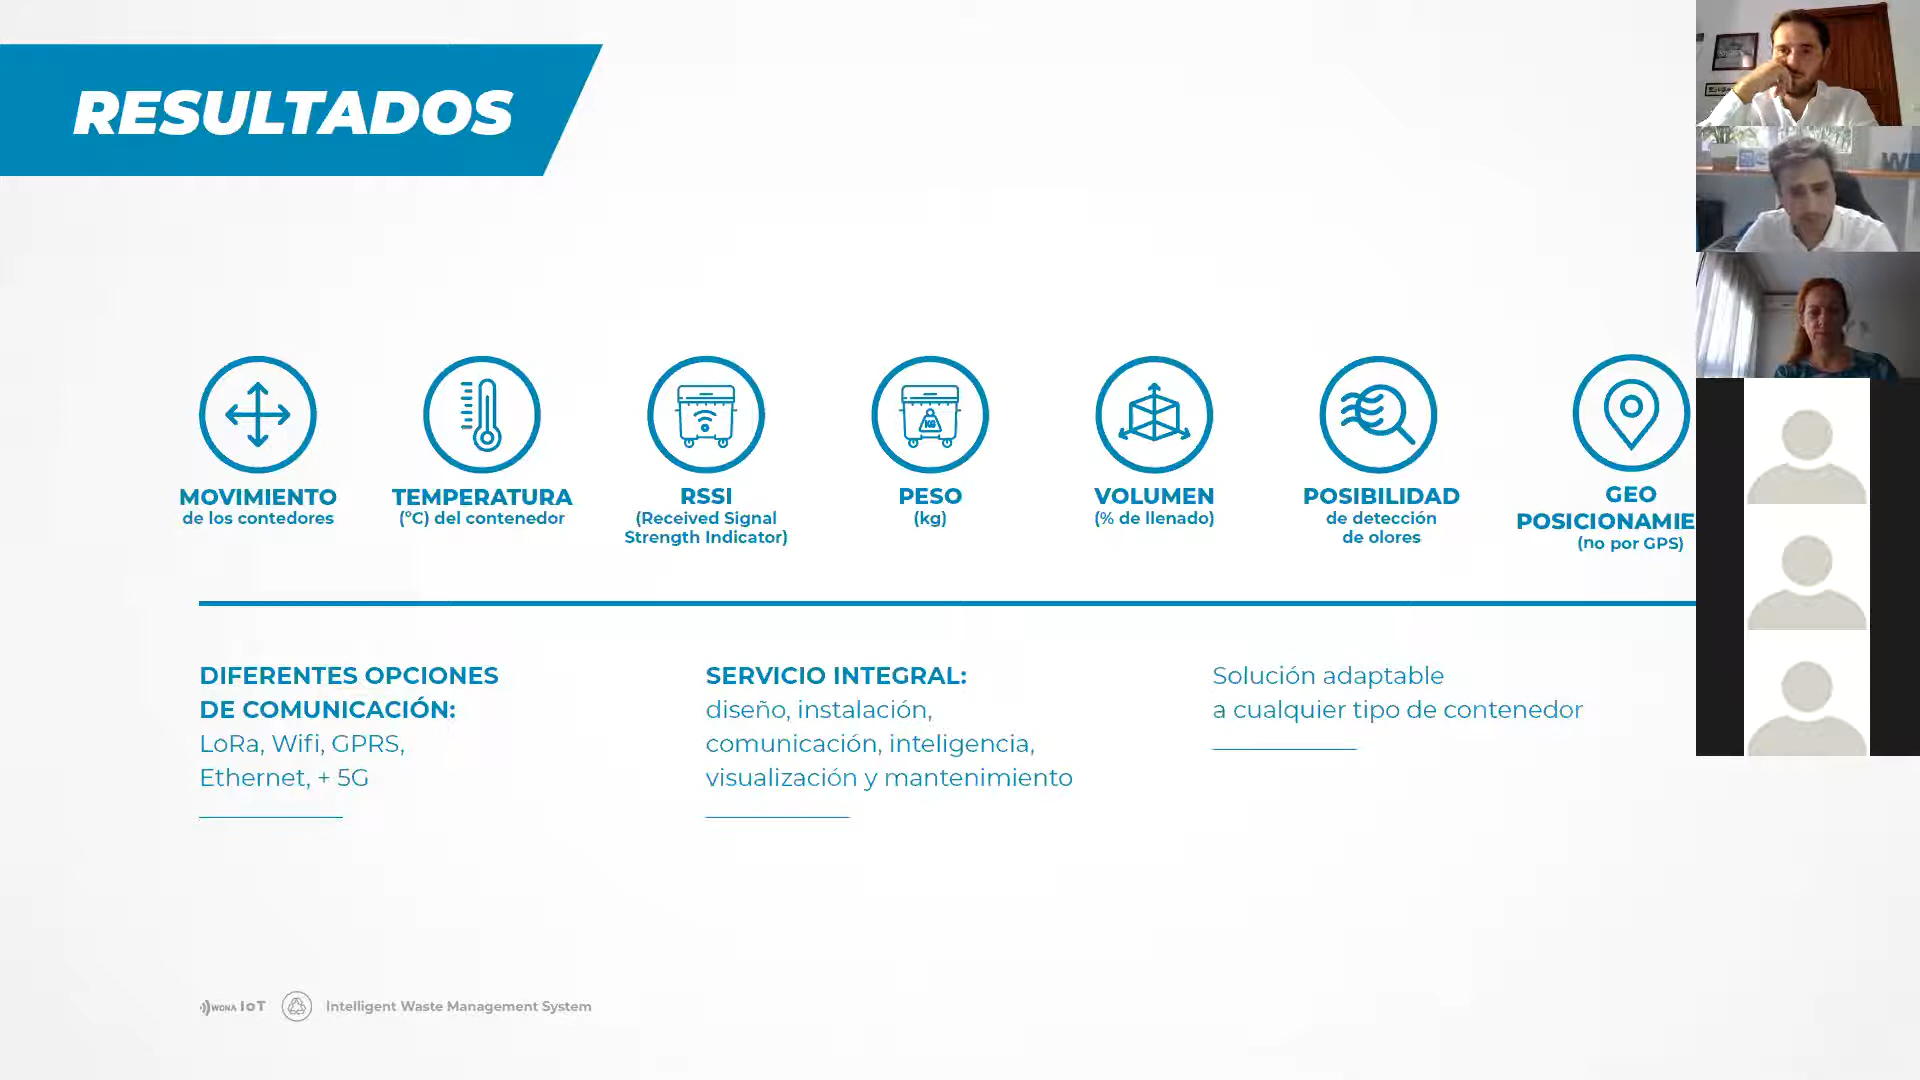 RESULTADOS
MOVIMIENTO
de los contedores
TEMPERATURA
(ºC) del contenedor
RSSI
(Received Signal
Strength Indicator)
PESO
(kg)
VOLUMEN
(% de llenado)
POSIBILIDAD
de detección
de olores
GEO
POSICIONAMIE
(no por GPS)
DIFERENTES OPCIONES
DE COMUNICACIÓN:
LoRa, Wifi, GPRS,
Ethernet, + 5G
SERVICIO INTEGRAL:
diseño, instalación,
comunicación, inteligencia,
visualización y mantenimiento
Solución adaptable
a cualquier tipo de contenedor
WONA IoT
Intelligent Waste Management System